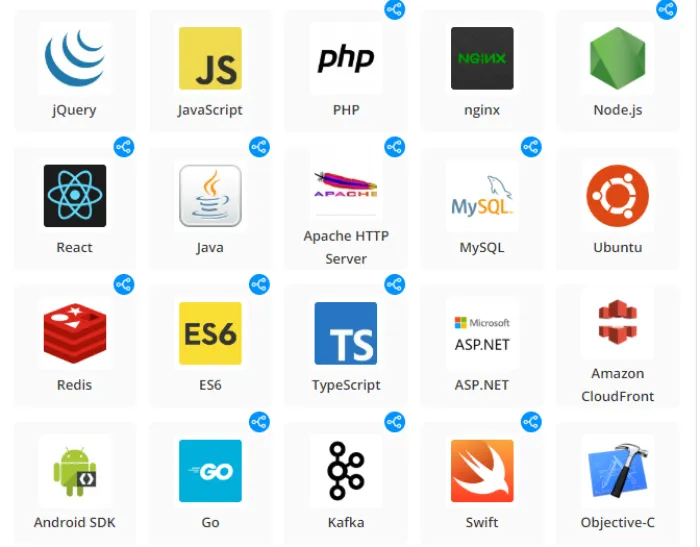 JS
php
NGINX
jQuery
JavaScript
PHP
nginx
Node.js
APACHE
MySQL
React
Java
Apache HTTP
Server
MySQL
Ubuntu
ES6
TS
Microsoft
ASP.NET
Redis
ES6
TypeScript
ASP.NET
Amazon
CloudFront
GO
Android SDK
Go
Kafka
Swift
Objective-C